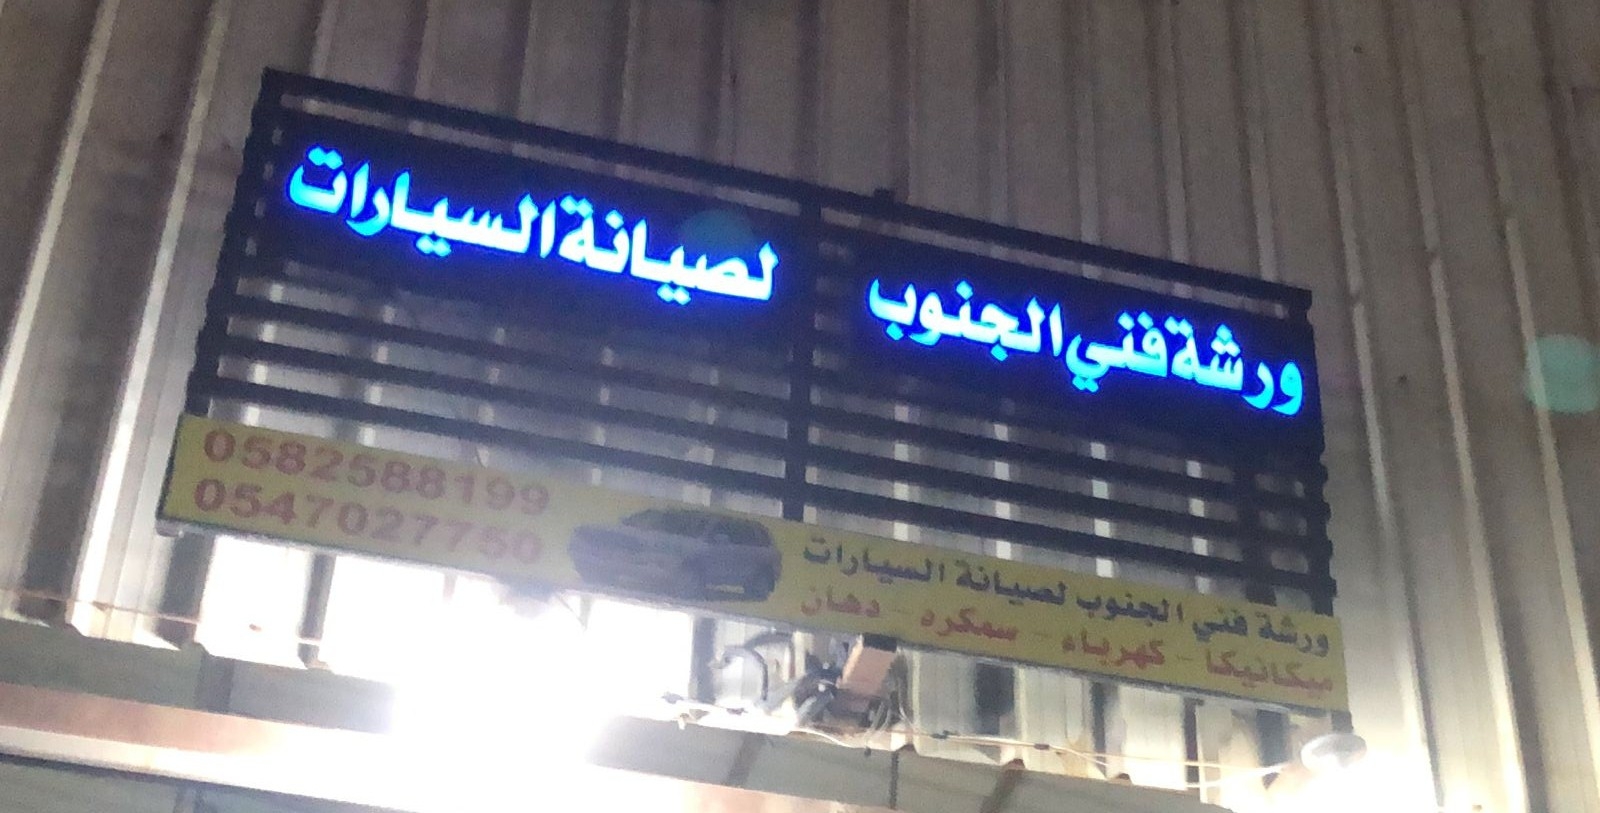 ورشة فني الجنوب لصيانة السيارات
ورشة فني الجنوب لصيانة السيارات
ميكانيكا - كهرباء - سمكره - دهان
0582588199
0547027750